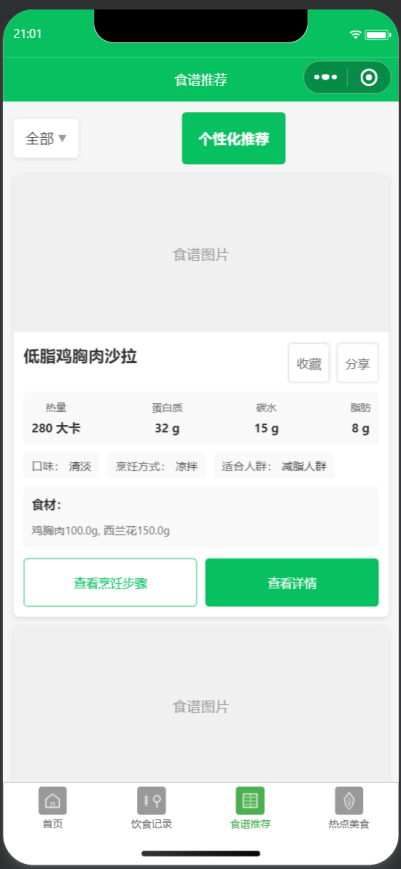 21:01
食谱推荐
全部 ▼
个性化推荐
食谱图片
低脂鸡胸肉沙拉
收藏
分享
热量 蛋白质 碳水 脂肪
280 大卡 32 g 15 g 8 g
口味： 清淡 烹饪方式： 凉拌 适合人群： 减脂人群
食材：
鸡胸肉100.0g, 西兰花150.0g
查看烹饪步骤
查看详情
食谱图片
首页 饮食记录 食谱推荐 热点美食